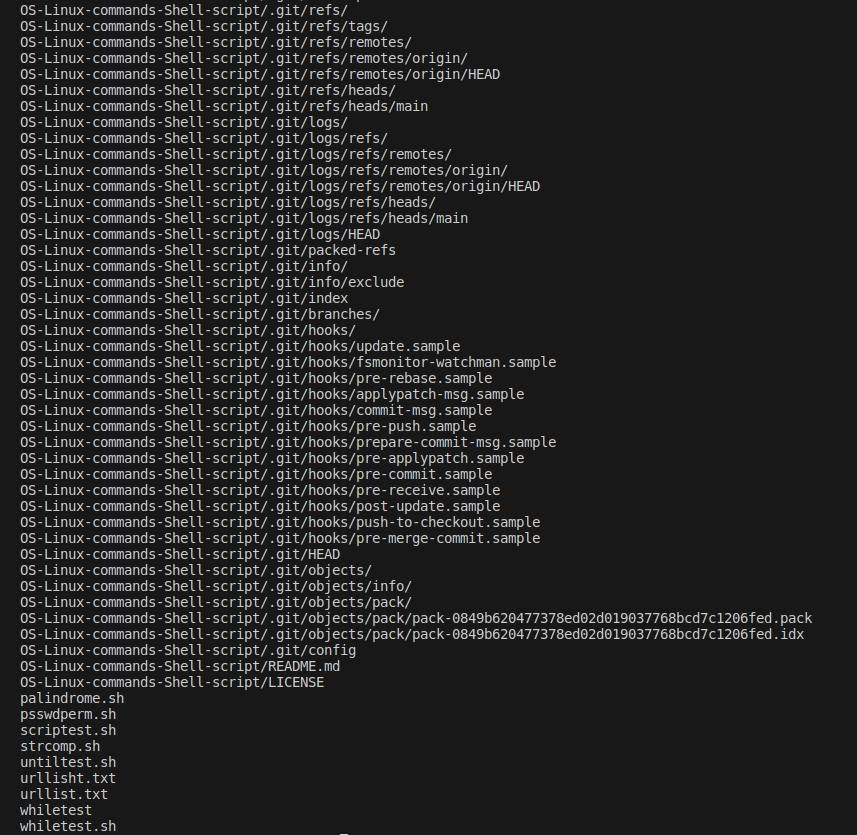 OS-Linux-commands-Shell-script/.git/refs/
OS-Linux-commands-Shell-script/.git/refs/tags/
OS-Linux-commands-Shell-script/.git/refs/remotes/
OS-Linux-commands-Shell-script/.git/refs/remotes/origin/
OS-Linux-commands-Shell-script/.git/refs/remotes/origin/HEAD
OS-Linux-commands-Shell-script/.git/refs/heads/
OS-Linux-commands-Shell-script/.git/refs/heads/main
OS-Linux-commands-Shell-script/.git/logs/
OS-Linux-commands-Shell-script/.git/logs/refs/
OS-Linux-commands-Shell-script/.git/logs/refs/remotes/
OS-Linux-commands-Shell-script/.git/logs/refs/remotes/origin/
OS-Linux-commands-Shell-script/.git/logs/refs/remotes/origin/HEAD
OS-Linux-commands-Shell-script/.git/logs/refs/heads/
OS-Linux-commands-Shell-script/.git/logs/refs/heads/main
OS-Linux-commands-Shell-script/.git/logs/HEAD
OS-Linux-commands-Shell-script/.git/packed-refs
OS-Linux-commands-Shell-script/.git/info/
OS-Linux-commands-Shell-script/.git/info/exclude
OS-Linux-commands-Shell-script/.git/index
OS-Linux-commands-Shell-script/.git/branches/
OS-Linux-commands-Shell-script/.git/hooks/
OS-Linux-commands-Shell-script/.git/hooks/update.sample
OS-Linux-commands-Shell-script/.git/hooks/fsmonitor-watchman.sample
OS-Linux-commands-Shell-script/.git/hooks/pre-rebase.sample
OS-Linux-commands-Shell-script/.git/hooks/applypatch-msg.sample
OS-Linux-commands-Shell-script/.git/hooks/commit-msg.sample
OS-Linux-commands-Shell-script/.git/hooks/pre-push.sample
OS-Linux-commands-Shell-script/.git/hooks/prepare-commit-msg.sample
OS-Linux-commands-Shell-script/.git/hooks/pre-applypatch.sample
OS-Linux-commands-Shell-script/.git/hooks/pre-commit.sample
OS-Linux-commands-Shell-script/.git/hooks/pre-receive.sample
OS-Linux-commands-Shell-script/.git/hooks/post-update.sample
OS-Linux-commands-Shell-script/.git/hooks/push-to-checkout.sample
OS-Linux-commands-Shell-script/.git/hooks/pre-merge-commit.sample
OS-Linux-commands-Shell-script/.git/HEAD
OS-Linux-commands-Shell-script/.git/objects/
OS-Linux-commands-Shell-script/.git/objects/info/
OS-Linux-commands-Shell-script/.git/objects/pack/
OS-Linux-commands-Shell-script/.git/objects/pack/pack-0849b620477378ed02d019037768bcd7c1206fed.pack
OS-Linux-commands-Shell-script/.git/objects/pack/pack-0849b620477378ed02d019037768bcd7c1206fed.idx
OS-Linux-commands-Shell-script/.git/config
OS-Linux-commands-Shell-script/README.md
OS-Linux-commands-Shell-script/LICENSE
palindrome.sh
psswdperm.sh
scriptest.sh
strcomp.sh
untiltest.sh
urllisht.txt
urllist.txt
whiletest
whiletest.sh